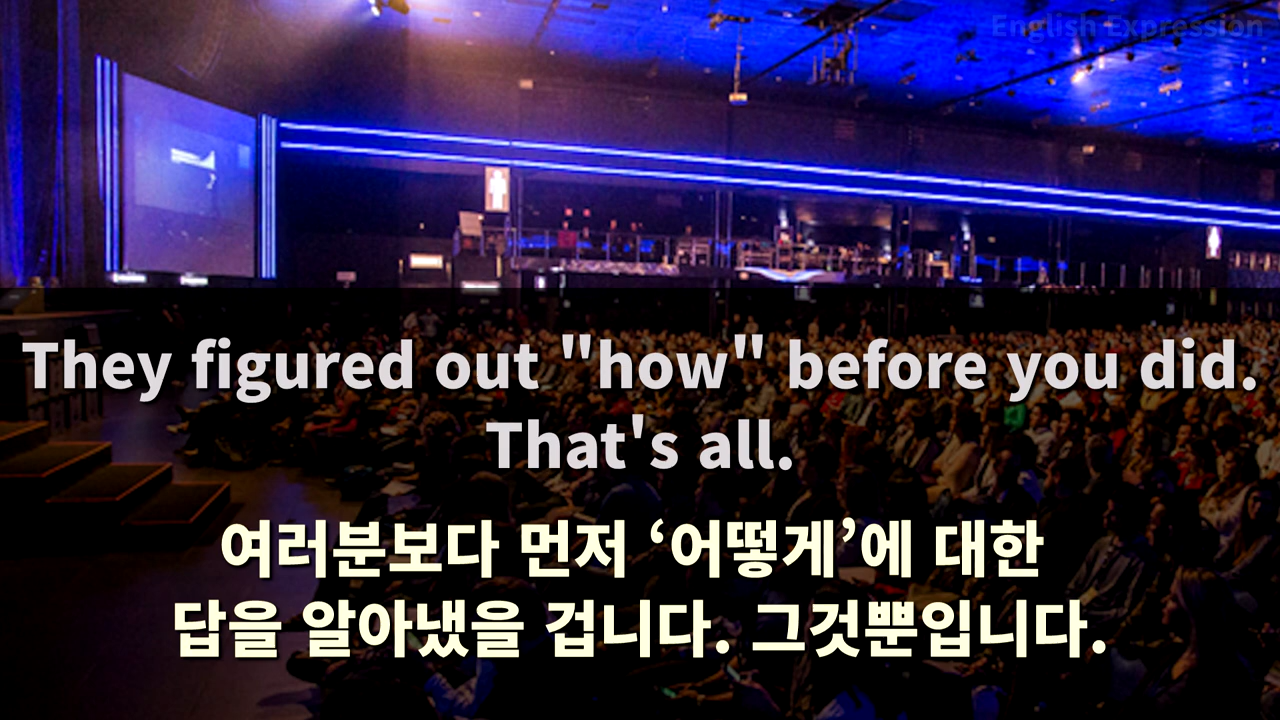 English Expression
They figured out "how" before you did.
That's all.
여러분보다 먼저 ‘어떻게’에 대한
답을 알아냈을 겁니다. 그것뿐입니다.